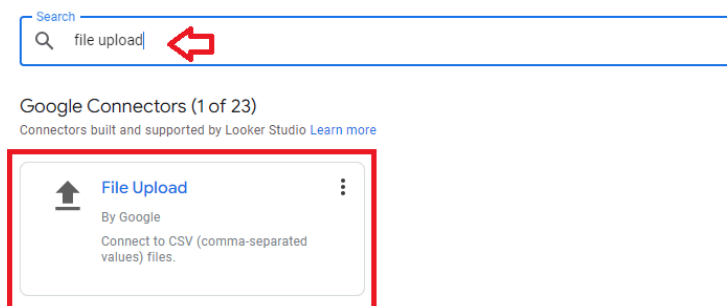 Search
file upload
Google Connectors (1 of 23)
Connectors built and supported by Looker Studio Learn more
File Upload
By Google
Connect to CSV (comma-separated
values) files.